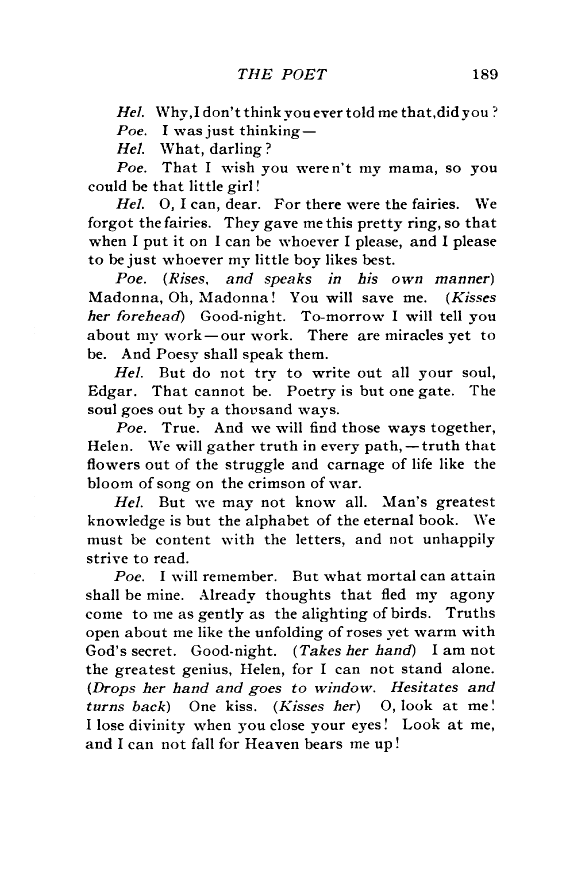 THE POET 189
Hel. Why, I don't think you ever told me that, did you?
Poe. I was just thinking—
Hel. What, darling?
Poe. That I wish you weren't my mama, so you
could be that little girl!
Hel. O, I can, dear. For there were the fairies. We
forgot the fairies. They gave me this pretty ring, so that
when I put it on I can be whoever I please, and I please
to be just whoever my little boy likes best.
Poe. (Rises, and speaks in his own manner)
Madonna, Oh, Madonna! You will save me. (Kisses
her forehead) Good-night. To-morrow I will tell you
about my work—our work. There are miracles yet to
be. And Poesy shall speak them.
Hel. But do not try to write out all your soul,
Edgar. That cannot be. Poetry is but one gate. The
soul goes out by a thousand ways.
Poe. True. And we will find those ways together,
Helen. We will gather truth in every path,—truth that
flowers out of the struggle and carnage of life like the
bloom of song on the crimson of war.
Hel. But we may not know all. Man's greatest
knowledge is but the alphabet of the eternal book. We
must be content with the letters, and not unhappily
strive to read.
Poe. I will remember. But what mortal can attain
shall be mine. Already thoughts that fled my agony
come to me as gently as the alighting of birds. Truths
open about me like the unfolding of roses yet warm with
God's secret. Good-night. (Takes her hand) I am not
the greatest genius, Helen, for I can not stand alone.
(Drops her hand and goes to window. Hesitates and
turns back) One kiss. (Kisses her) O, look at me!
I lose divinity when you close your eyes! Look at me,
and I can not fall for Heaven bears me up!